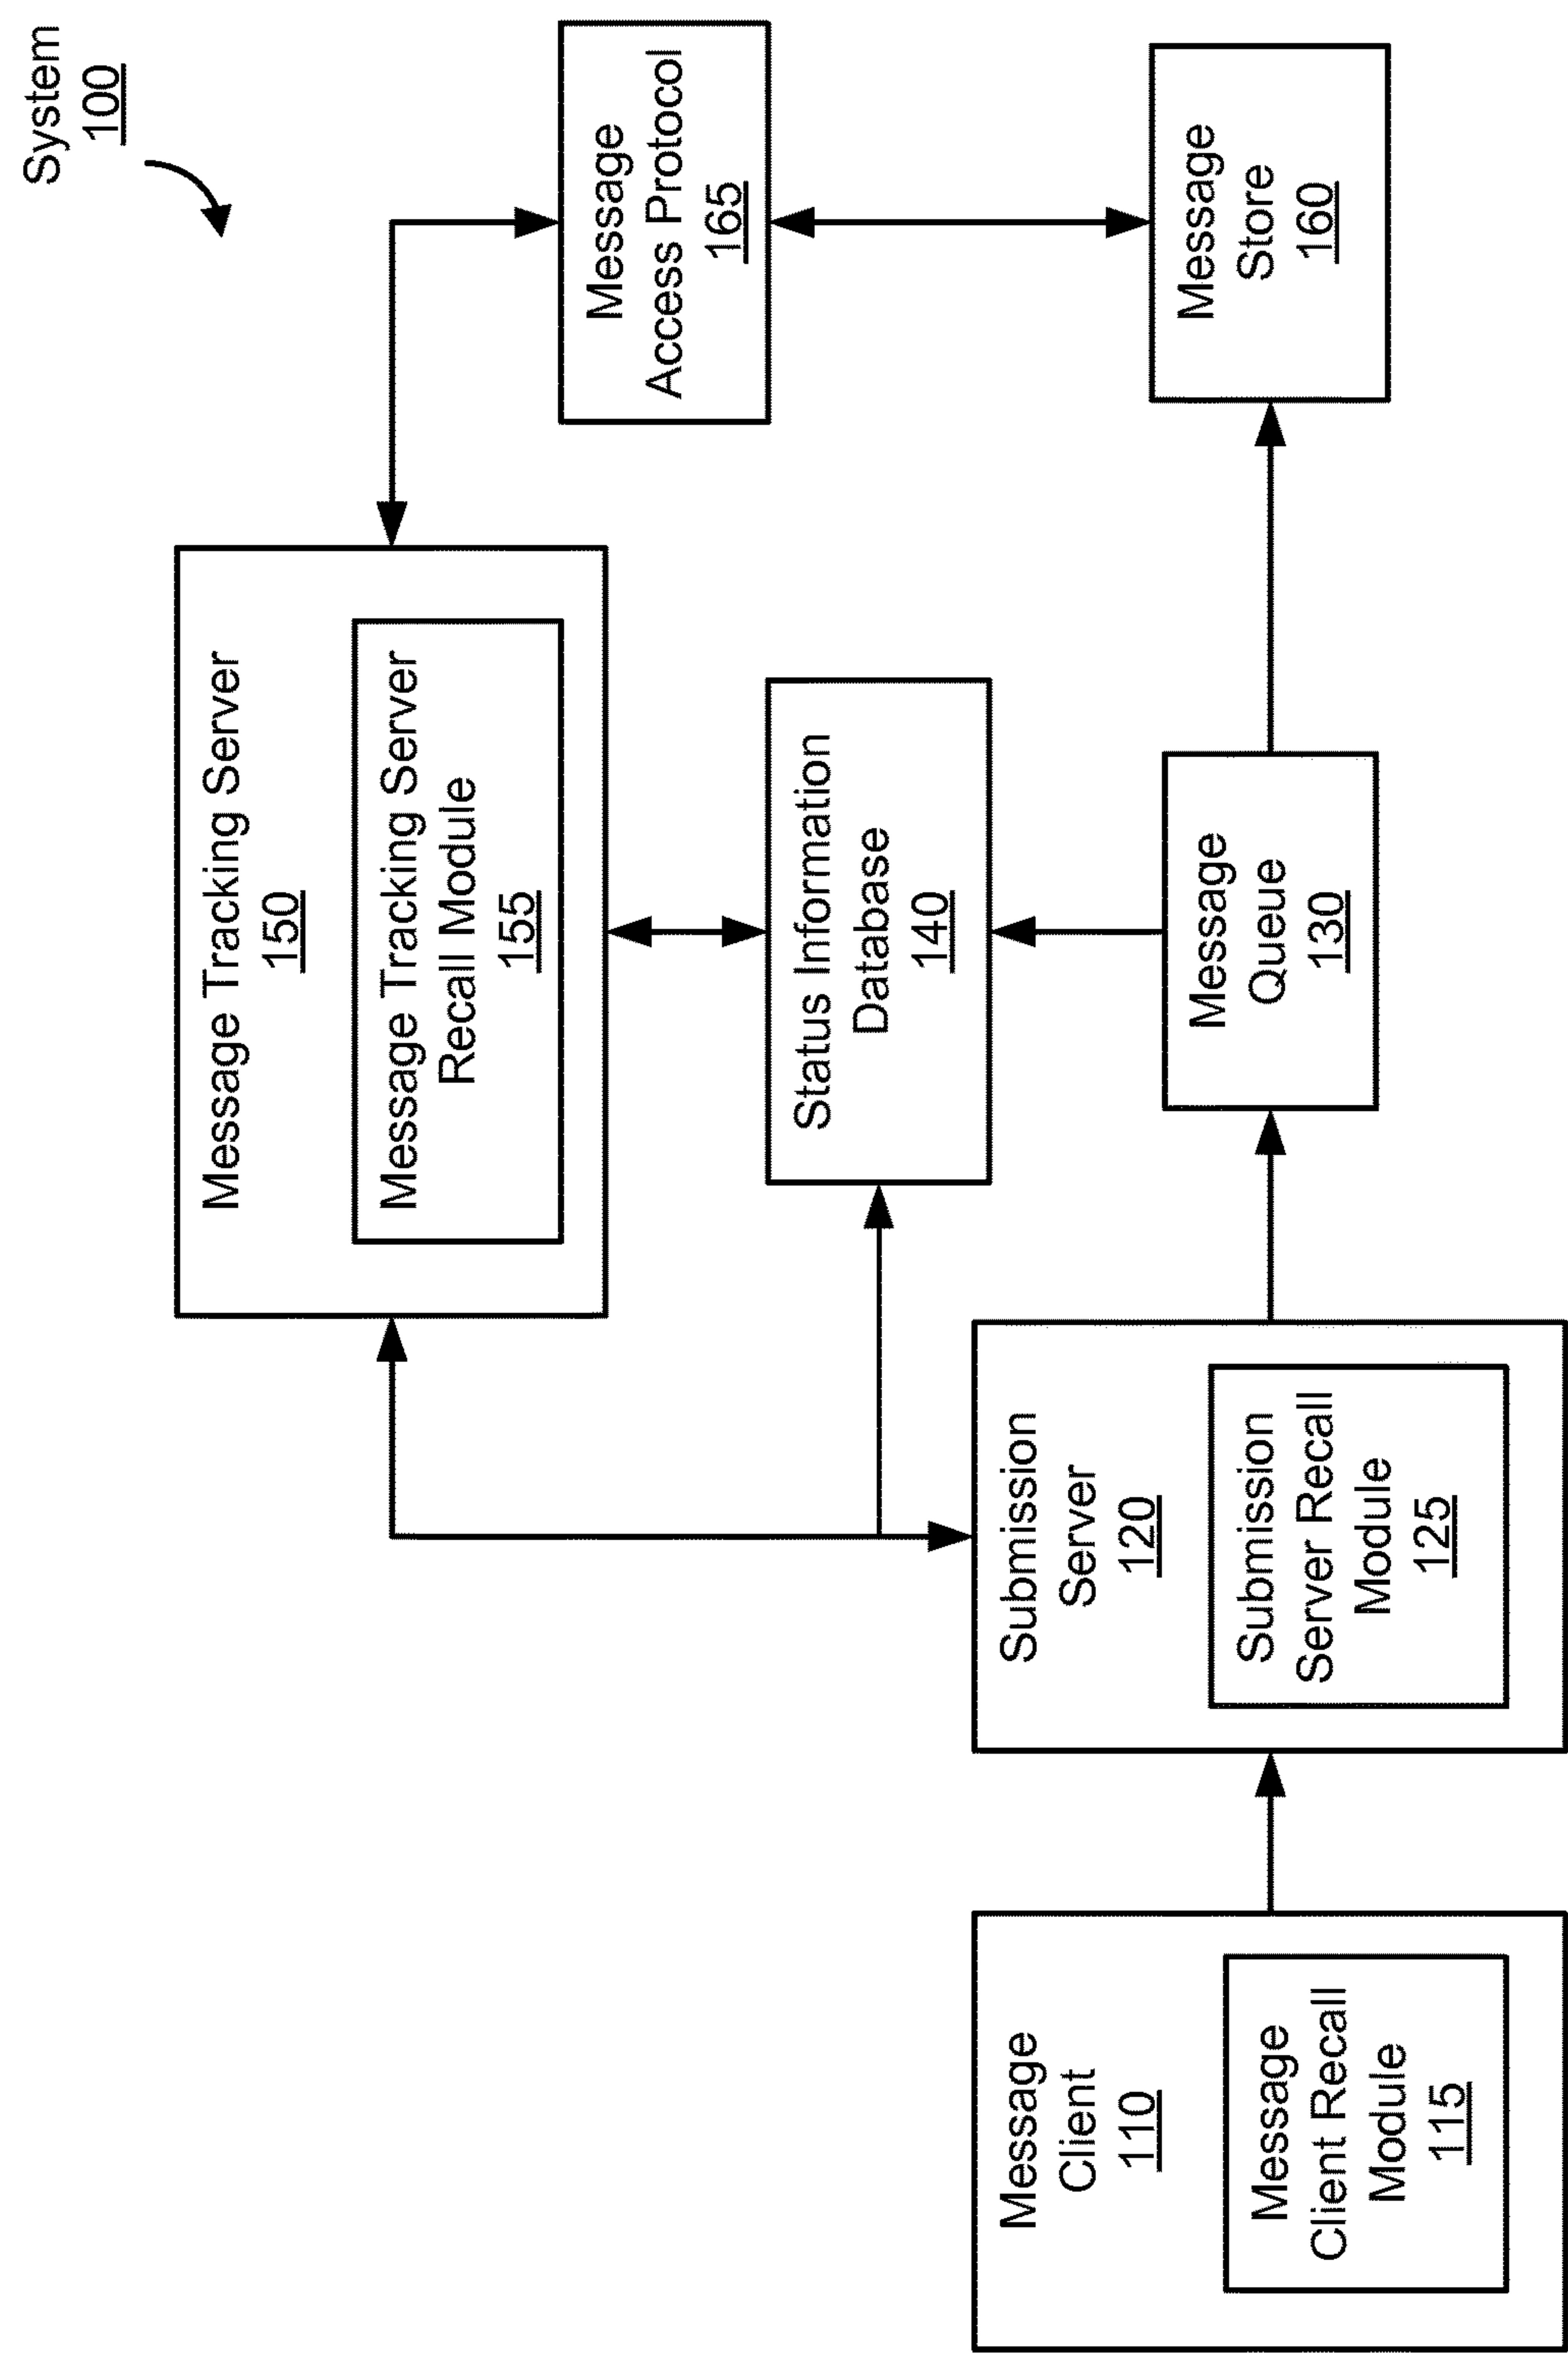 System
100
Message Tracking Server
150
Message Tracking Server
Recall Module
155
Message
Access Protocol
165
Status Information
Database
140
Message
Client
110
Message
Client Recall
Module
115
Submission
Server
120
Submission
Server Recall
Module
125
Message
Queue
130
Message
Store
160